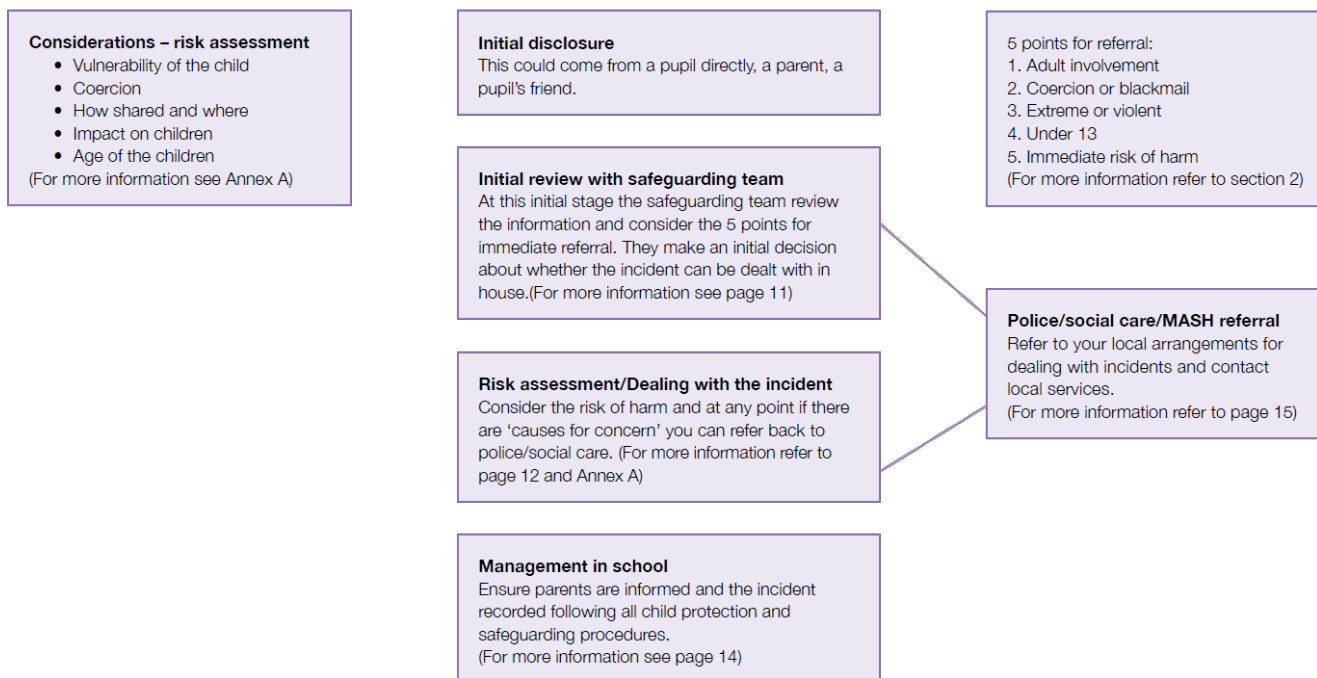 Considerations – risk assessment
• Vulnerability of the child
• Coercion
• How shared and where
• Impact on children
• Age of the children
(For more information see Annex A)
Initial disclosure
This could come from a pupil directly, a parent, a
pupil's friend.
5 points for referral:
1. Adult involvement
2. Coercion or blackmail
3. Extreme or violent
4. Under 13
5. Immediate risk of harm
(For more information refer to section 2)
Initial review with safeguarding team
At this initial stage the safeguarding team review
the information and consider the 5 points for
immediate referral. They make an initial decision
about whether the incident can be dealt with in
house.(For more information see page 11)
Police/social care/MASH referral
Refer to your local arrangements for
dealing with incidents and contact
local services.
(For more information refer to page 15)
Risk assessment/Dealing with the incident
Consider the risk of harm and at any point if there
are ‘causes for concern’ you can refer back to
police/social care. (For more information refer to
page 12 and Annex A)
Management in school
Ensure parents are informed and the incident
recorded following all child protection and
safeguarding procedures.
(For more information see page 14)